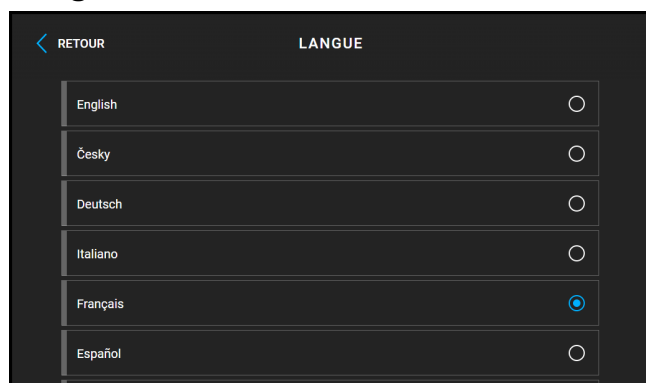 RETOUR
LANGUE
English
Česky
Deutsch
Italiano
Français
Español